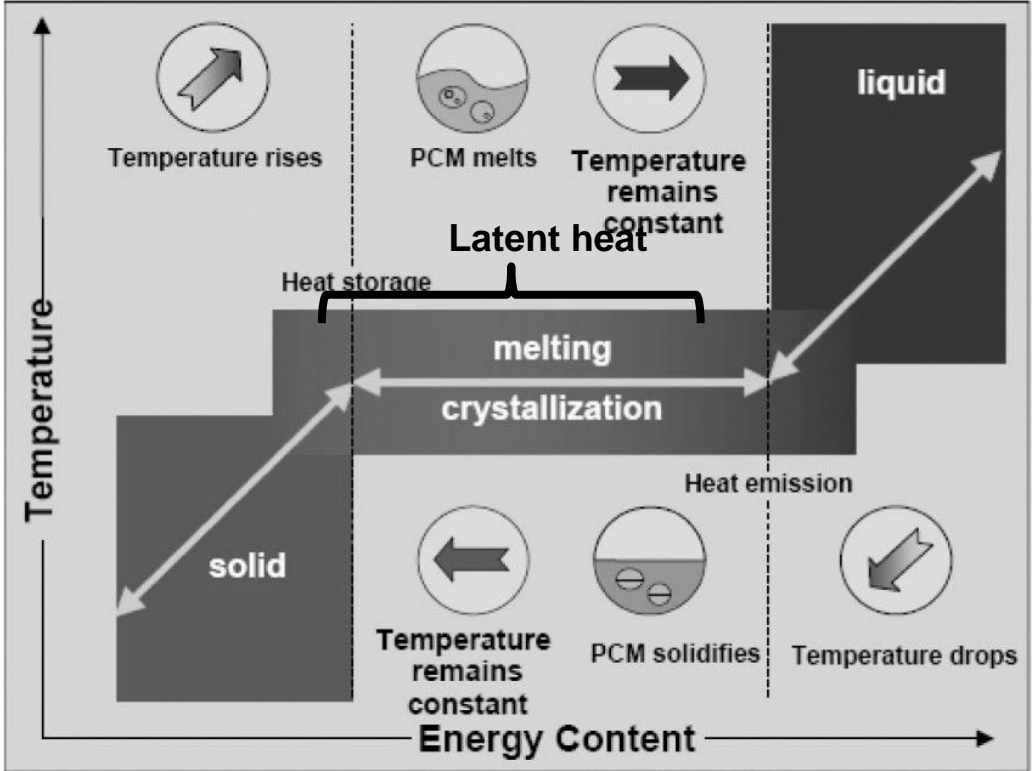 liquid
Temperature rises
PCM melts
Temperature
remains
constant
Latent heat
Heat storage
melting
crystallization
Temperature
Heat emission
solid
Temperature
remains
constant
PCM solidifies
Temperature drops
Energy Content